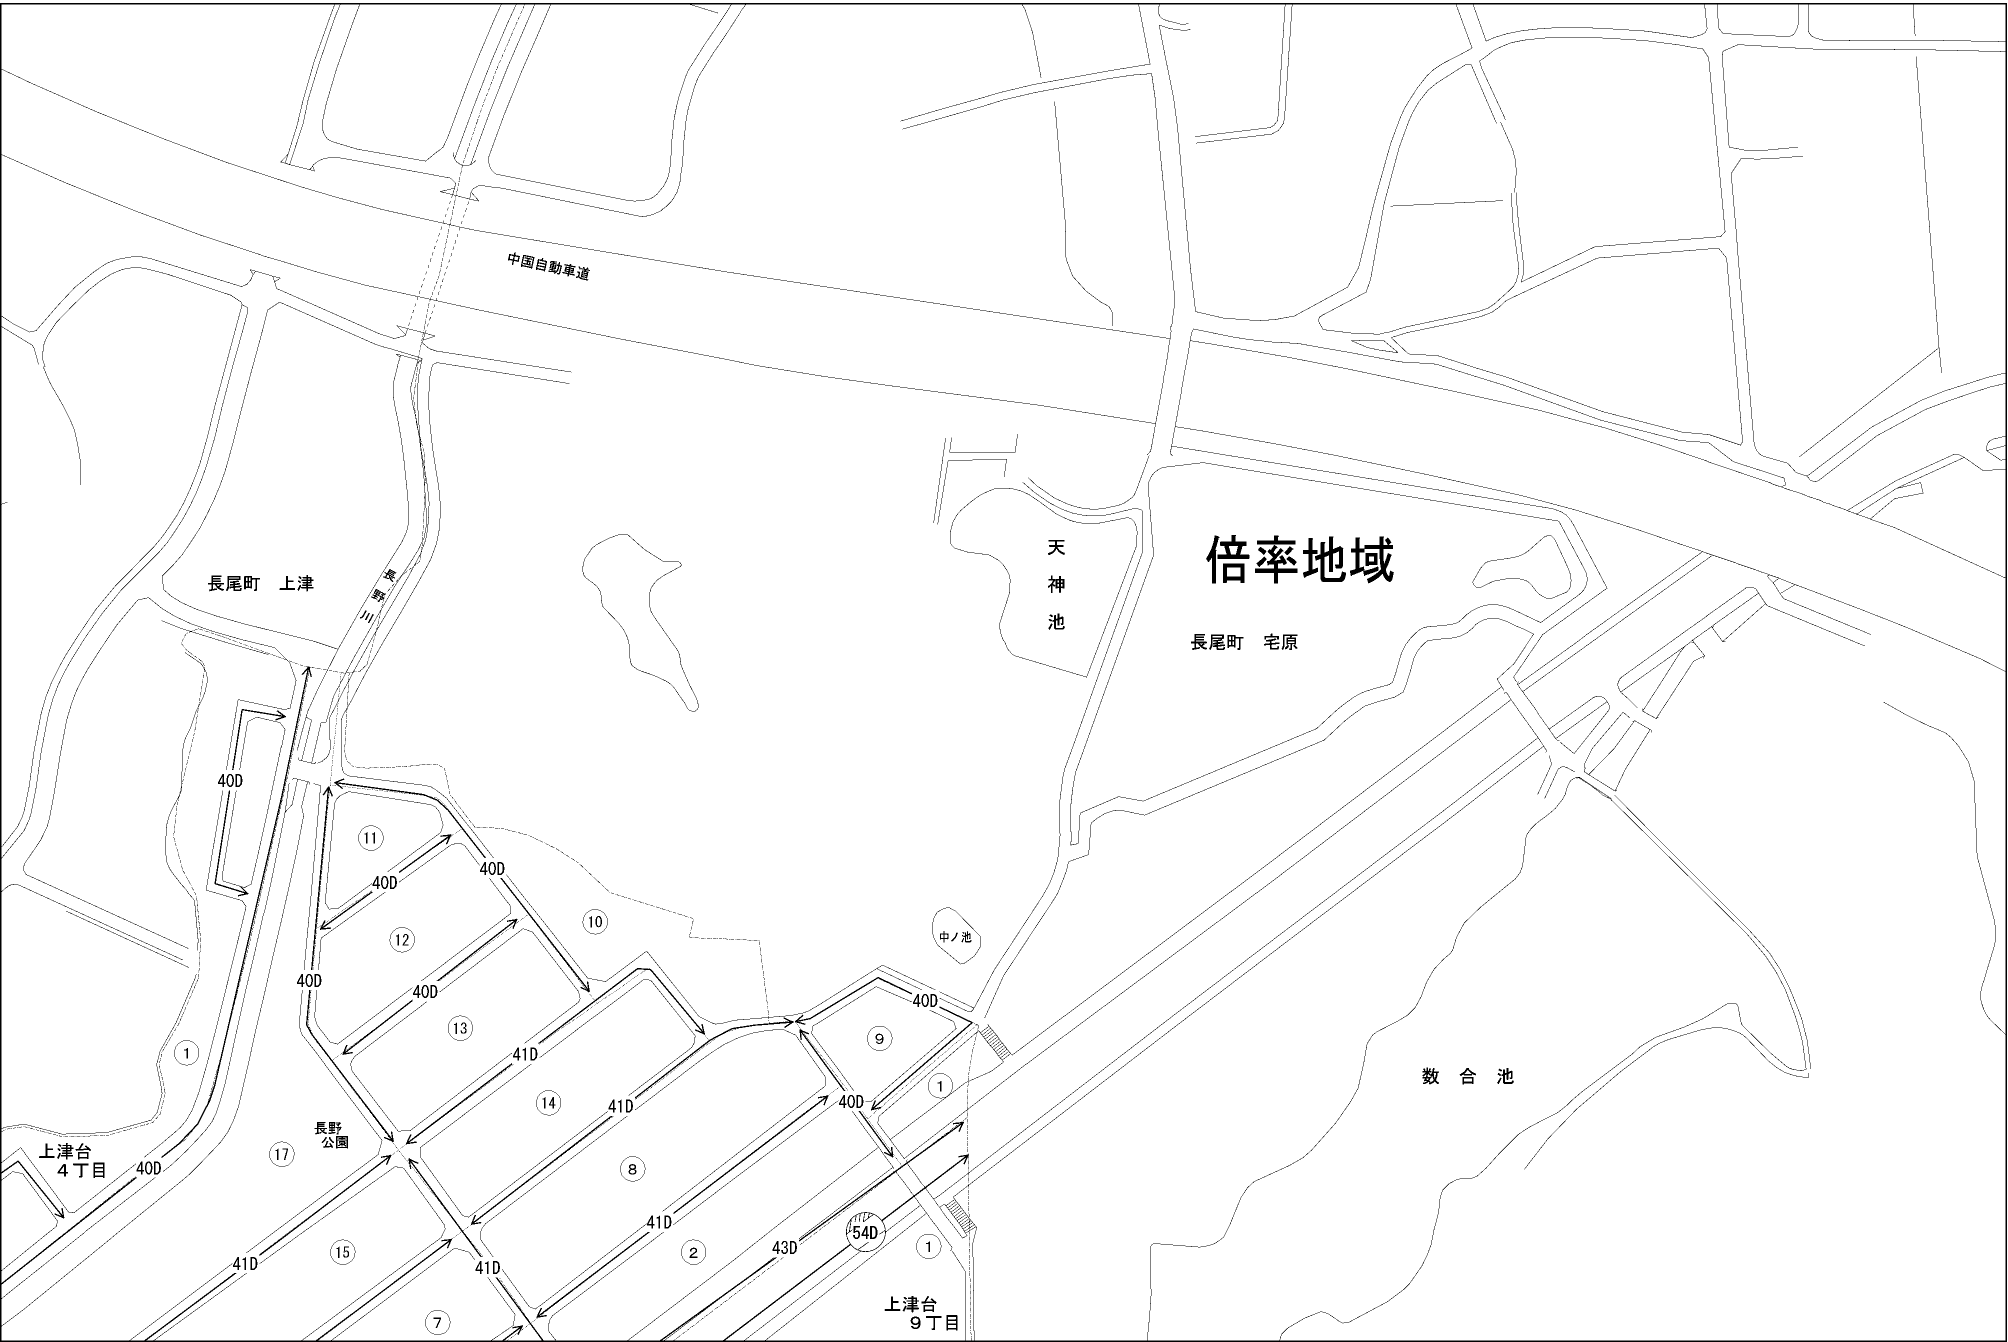 中国自動車道
天神池
倍率地域
長尾町 上津
長野川
長尾町 宅原
40D
11
40D
40D
10
12
中ノ池
40D
40D
40D
13
9
41D
1
数合池
1
14
40D
41D
長野
公園
上津台
4丁目
17
40D
8
41D
54D
43D
1
2
15
41D
41D
上津台
9丁目
7